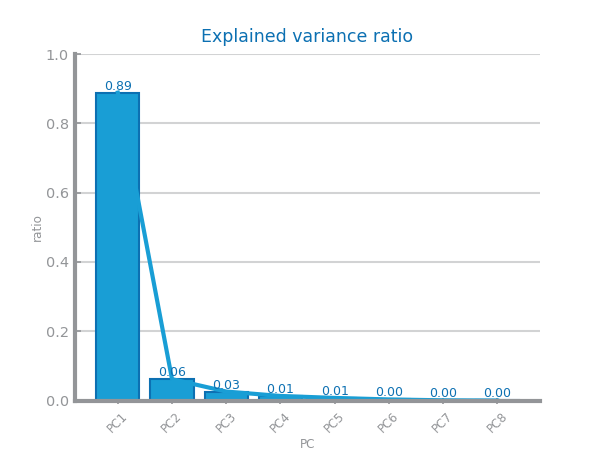 Explained variance ratio
1.0
0.8
0.6
0.4
0.2
0.0
ratio
0.89
0.06
0.03
0.01
0.01
0.00
0.00
0.00
PC1
PC2
PC3
PC4
PC5
PC6
PC7
PC8
PC